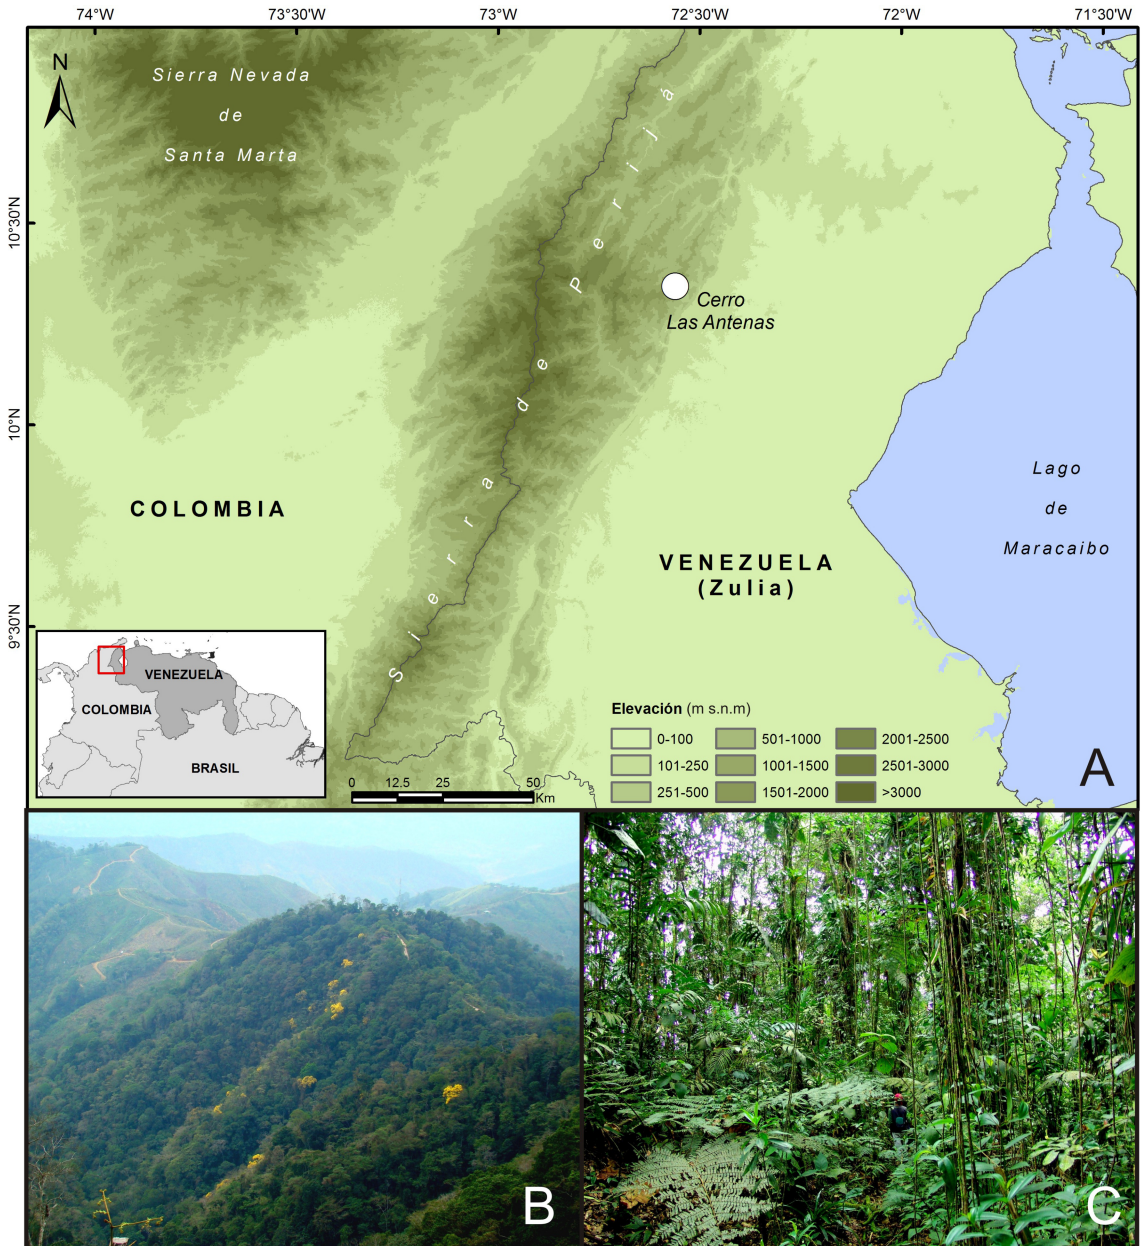 74°W 73°30'W 73°W 72°30'W 72°W 71°30'W
N
Sierra Nevada
de
Santa Marta
10°30'N
10°N
9°30'N
Sierra de Perijá
Cerro
Las Antenas
COLOMBIA
VENEZUELA
(Zulia)
Lago
de
Maracaibo
VENEZUELA
COLOMBIA
BRASIL
0 12.5 25 50
Km
Elevación (m s.n.m)
0-100 501-1000 2001-2500
101-250 1001-1500 2501-3000
251-500 1501-2000 >3000
A
B
C